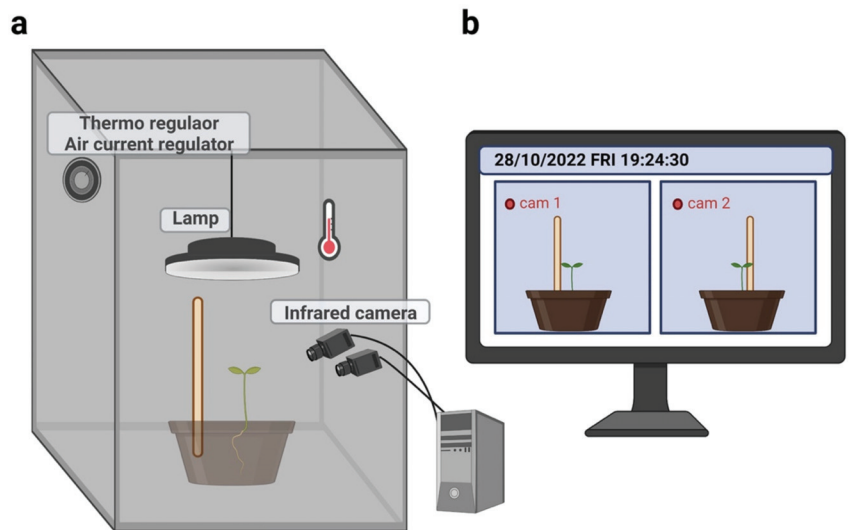 a
Thermo regulaor
Air current regulator
Lamp
Infrared camera
b
28/10/2022 FRI 19:24:30
cam 1
cam 2